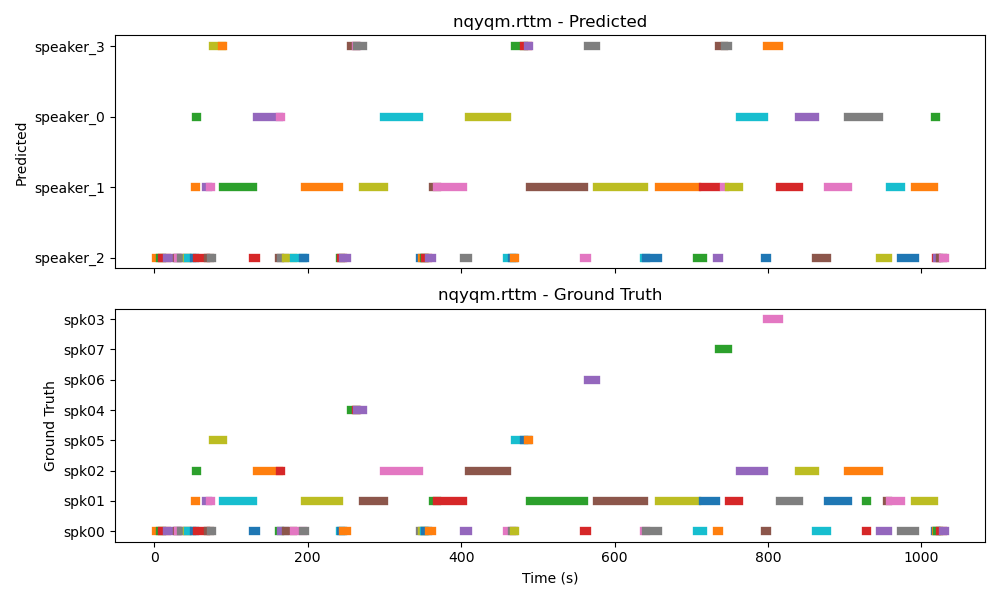 nqyqm.rttm - Predicted
speaker_3
speaker_0
speaker_1
speaker_2
Predicted
nqyqm.rttm - Ground Truth
spk03
spk07
spk06
spk04
spk05
spk02
spk01
spk00
Ground Truth
0 200 400 600 800 1000
Time (s)